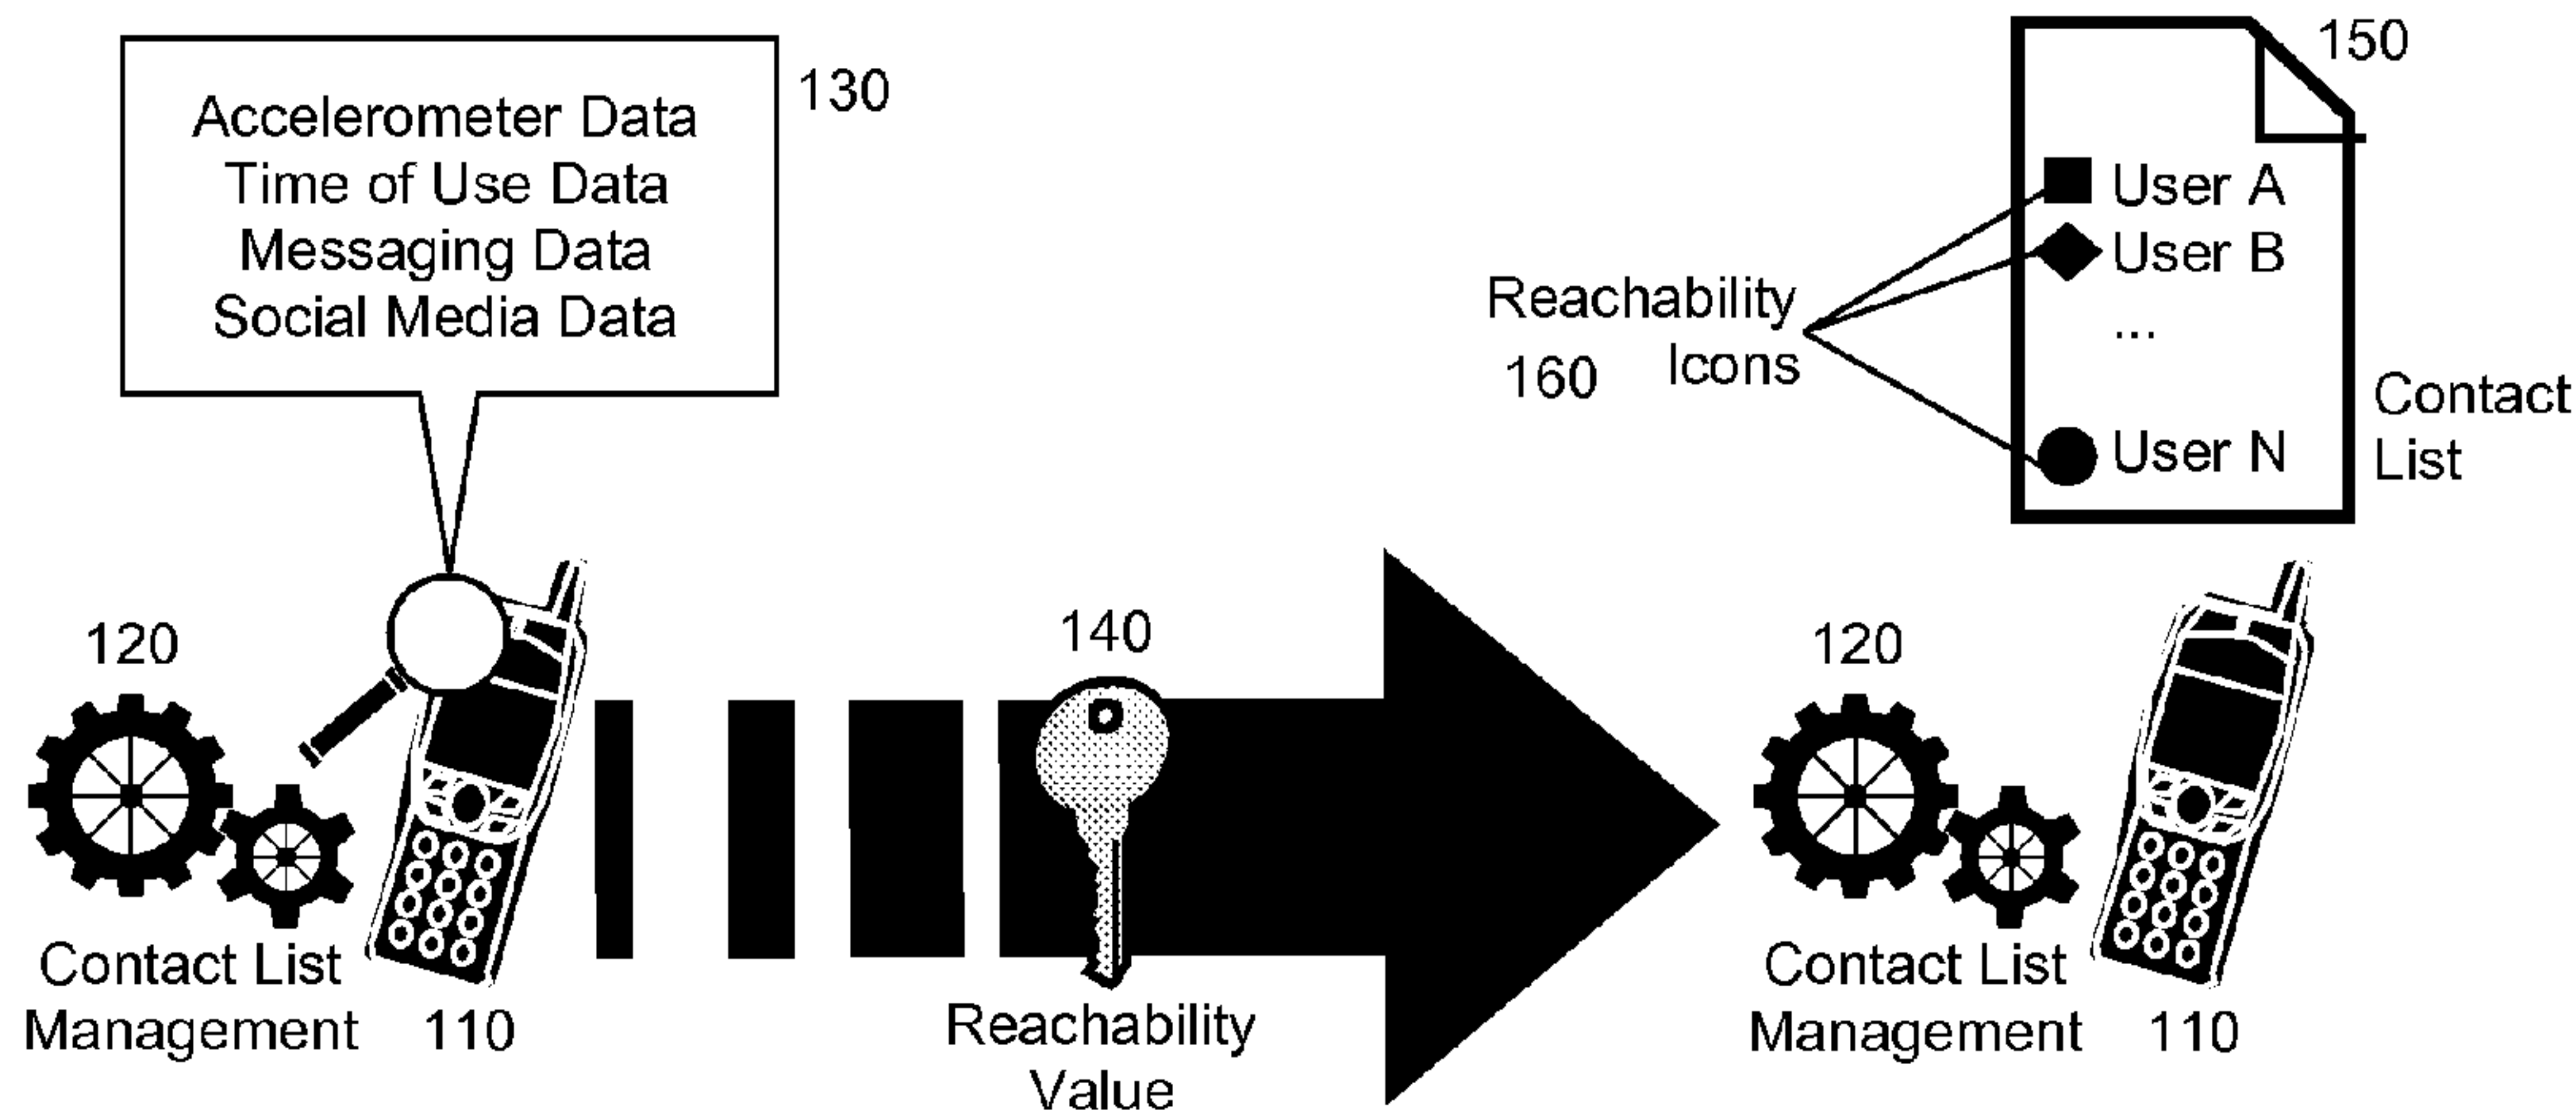 Accelerometer Data
Time of Use Data
Messaging Data
Social Media Data
130
150
User A
User B
...
User N
Reachability
Icons
160
Contact
List
120
Contact List
Management
110
140
Reachability
Value
120
Contact List
Management
110